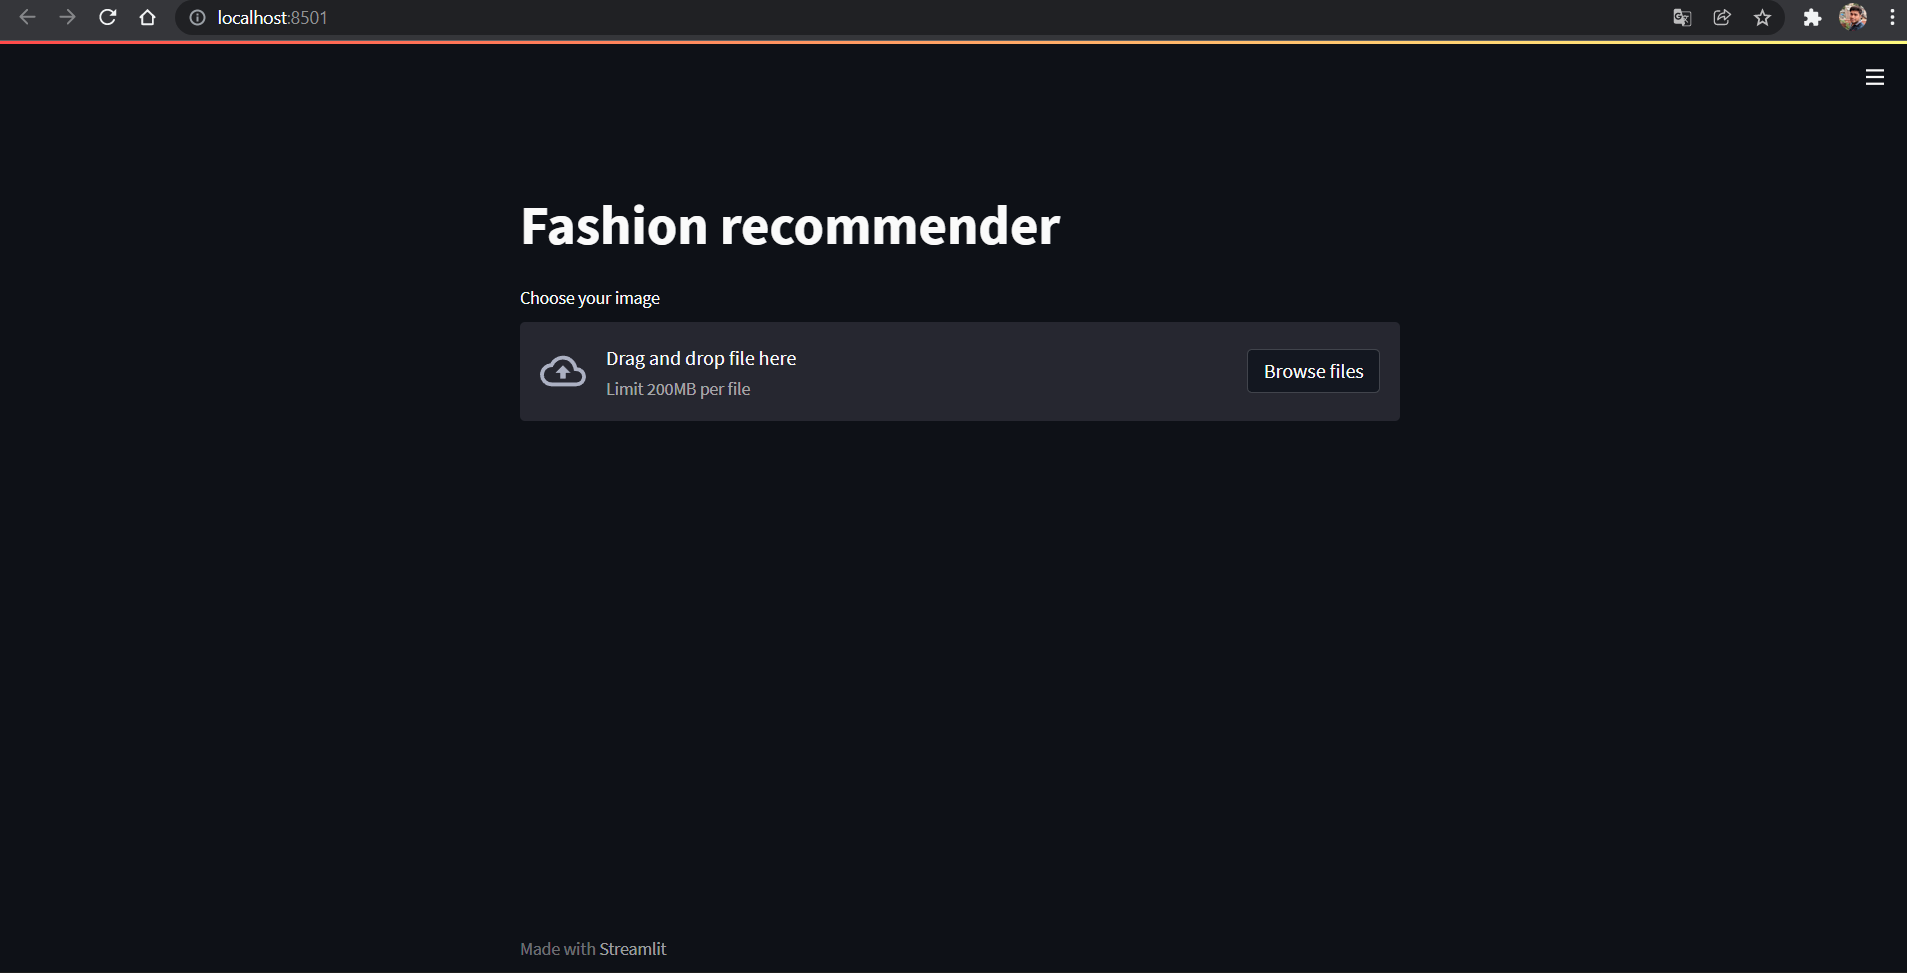 localhost:8501
Fashion recommender
Choose your image
Drag and drop file here
Limit 200MB per file
Browse files
Made with Streamlit